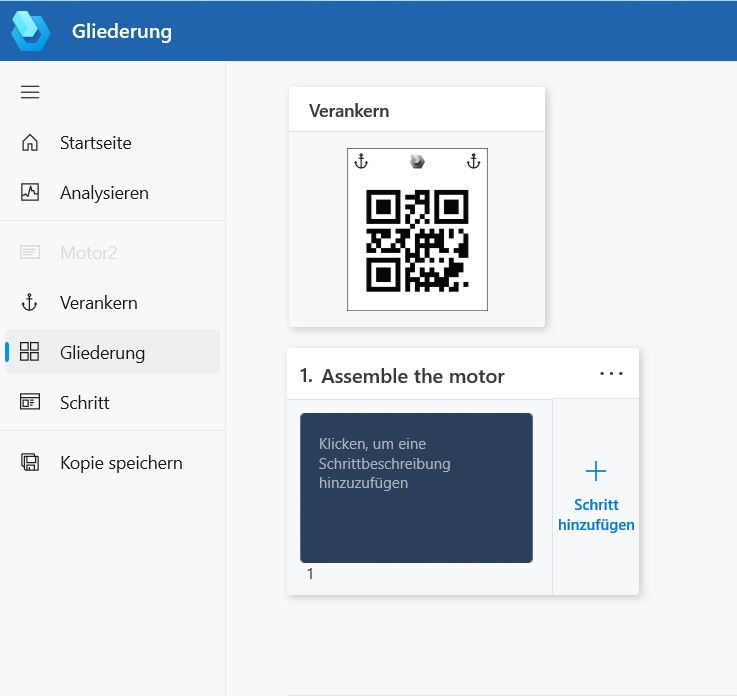 Gliederung
Startseite
Analysieren
Motor2
Verankern
Gliederung
Schritt
Kopie speichern
Verankern
1. Assemble the motor
Klicken, um eine
Schrittbeschreibung
hinzuzufügen
1
Schritt
hinzufügen